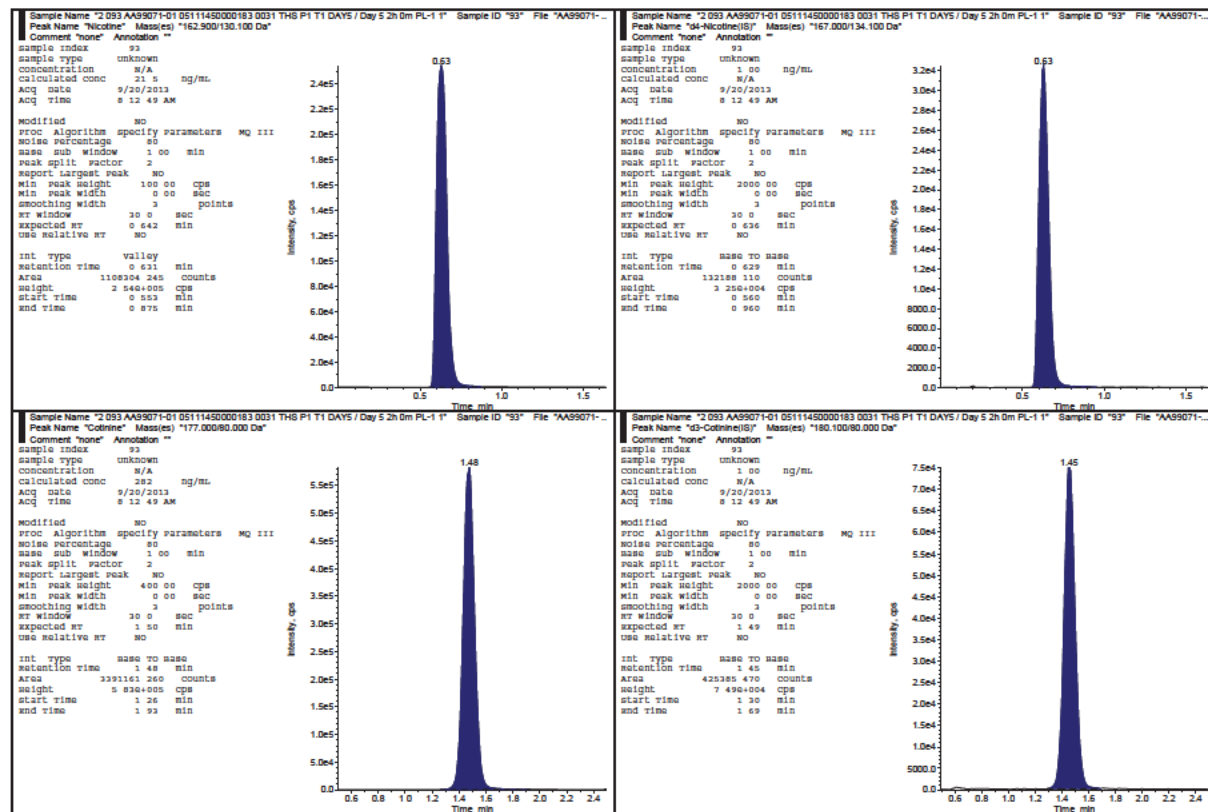 Sample Name "2 093 AA99071-01 05111450000183 0031 THS P1 T1 DAY5 / Day 5 2h 0m PL-1 1" Sample ID "93" File "AA99071-...
Peak Name "Nicotine" Mass(es) "162.900/130.100 Da"
Comment "none" Annotation ""
Sample Index 93
Sample Type Unknown
Concentration N/A
Calculated Conc 21 5 ng/mL
Acq Date 9/20/2013
Acq Time 8 12 49 AM
Modified NO
Proc Algorithm Specify Parameters MQ III
Noise Percentage 80
Base Sub Window 1 00 min
Peak Split Factor 2
Report Largest Peak NO
Min Peak Height 100 00 cps
Min Peak Width 0 00 sec
Smoothing Width 3 points
RT Window 30 0 sec
Expected RT 0 642 min
Use Relative RT NO
Int Type Valley
Retention Time 0 631 min
Area 1108304 245 counts
Height 2 54e+005 cps
Start Time 0 553 min
End Time 0 875 min
0.63
Intensity, cps
2.4e5
2.2e5
2.0e5
1.8e5
1.6e5
1.4e5
1.2e5
1.0e5
8.0e4
6.0e4
4.0e4
2.0e4
0.0
0.5 1.0 1.5
Time min
Sample Name "2 093 AA99071-01 05111450000183 0031 THS P1 T1 DAY5 / Day 5 2h 0m PL-1 1" Sample ID "93" File "AA99071-...
Peak Name "d4-Nicotine(IS)" Mass(es) "167.000/134.100 Da"
Comment "none" Annotation ""
Sample Index 93
Sample Type Unknown
Concentration 1 00 ng/mL
Calculated Conc N/A
Acq Date 9/20/2013
Acq Time 8 12 49 AM
Modified NO
Proc Algorithm Specify Parameters MQ III
Noise Percentage 80
Base Sub Window 1 00 min
Peak Split Factor 2
Report Largest Peak NO
Min Peak Height 2000 00 cps
Min Peak Width 0 00 sec
Smoothing Width 3 points
RT Window 30 0 sec
Expected RT 0 636 min
Use Relative RT NO
Int Type Base To Base
Retention Time 0 629 min
Area 132188 110 counts
Height 3 25e+004 cps
Start Time 0 560 min
End Time 0 960 min
0.63
Intensity, cps
3.2e4
3.0e4
2.8e4
2.6e4
2.4e4
2.2e4
2.0e4
1.8e4
1.6e4
1.4e4
1.2e4
1.0e4
8000.0
6000.0
4000.0
2000.0
0.0
0.5 1.0 1.5
Time min
Sample Name "2 093 AA99071-01 05111450000183 0031 THS P1 T1 DAY5 / Day 5 2h 0m PL-1 1" Sample ID "93" File "AA99071-...
Peak Name "Cotinine" Mass(es) "177.000/80.000 Da"
Comment "none" Annotation ""
Sample Index 93
Sample Type Unknown
Concentration N/A
Calculated Conc 282 ng/mL
Acq Date 9/20/2013
Acq Time 8 12 49 AM
Modified NO
Proc Algorithm Specify Parameters MQ III
Noise Percentage 80
Base Sub Window 1 00 min
Peak Split Factor 2
Report Largest Peak NO
Min Peak Height 400 00 cps
Min Peak Width 0 00 sec
Smoothing Width 3 points
RT Window 30 0 sec
Expected RT 1 50 min
Use Relative RT NO
Int Type Base To Base
Retention Time 1 48 min
Area 3391161 260 counts
Height 5 83e+005 cps
Start Time 1 26 min
End Time 1 93 min
1.48
Intensity, cps
5.5e5
5.0e5
4.5e5
4.0e5
3.5e5
3.0e5
2.5e5
2.0e5
1.5e5
1.0e5
5.0e4
0.0
0.6 0.8 1.0 1.2 1.4 1.6 1.8 2.0 2.2 2.4
Time min
Sample Name "2 093 AA99071-01 05111450000183 0031 THS P1 T1 DAY5 / Day 5 2h 0m PL-1 1" Sample ID "93" File "AA99071-...
Peak Name "d3-Cotinine(IS)" Mass(es) "180.100/80.000 Da"
Comment "none" Annotation ""
Sample Index 93
Sample Type Unknown
Concentration 1 00 ng/mL
Calculated Conc N/A
Acq Date 9/20/2013
Acq Time 8 12 49 AM
Modified NO
Proc Algorithm Specify Parameters MQ III
Noise Percentage 80
Base Sub Window 1 00 min
Peak Split Factor 2
Report Largest Peak NO
Min Peak Height 2000 00 cps
Min Peak Width 0 00 sec
Smoothing Width 3 points
RT Window 30 0 sec
Expected RT 1 49 min
Use Relative RT NO
Int Type Base To Base
Retention Time 1 45 min
Area 425385 470 counts
Height 7 49e+004 cps
Start Time 1 30 min
End Time 1 69 min
1.45
Intensity, cps
7.5e4
7.0e4
6.5e4
6.0e4
5.5e4
5.0e4
4.5e4
4.0e4
3.5e4
3.0e4
2.5e4
2.0e4
1.5e4
1.0e4
5000.0
0.0
0.6 0.8 1.0 1.2 1.4 1.6 1.8 2.0 2.2 2.4
Time min